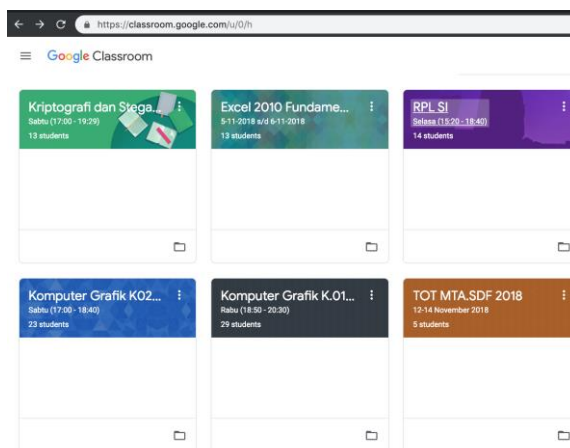 https://classroom.google.com/u/0/h
Google Classroom
Kriptografi dan Stega...
Sabtu (17:00 - 19:29)
13 students
Excel 2010 Fundame...
5-11-2018 s/d 6-11-2018
13 students
RPL SI
Selasa (15:20 - 18:40)
14 students
Komputer Grafik K02...
Sabtu (17:00 - 18:40)
23 students
Komputer Grafik K.01...
Rabu (18:50 - 20:30)
29 students
TOT MTA.SDF 2018
12-14 November 2018
5 students